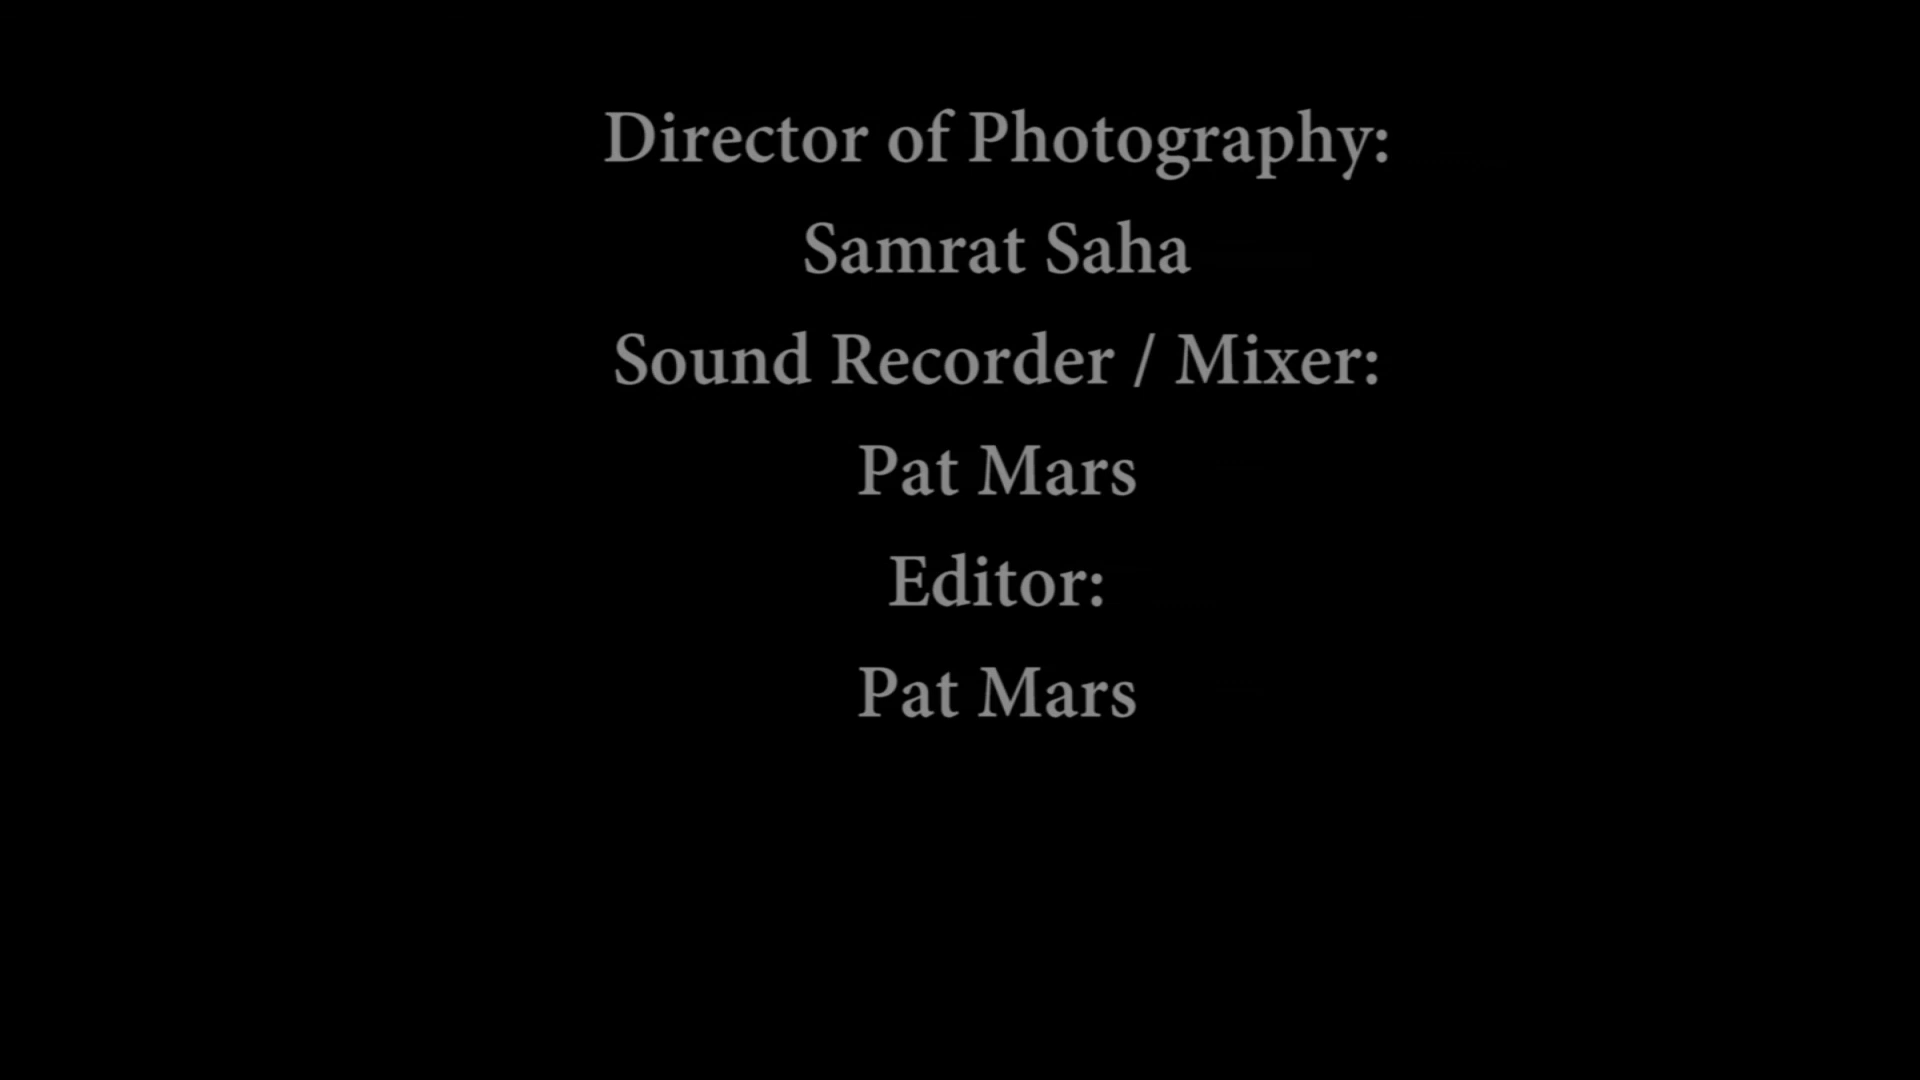 Director of Photography:
Samrat Saha
Sound Recorder / Mixer:
Pat Mars
Editor:
Pat Mars